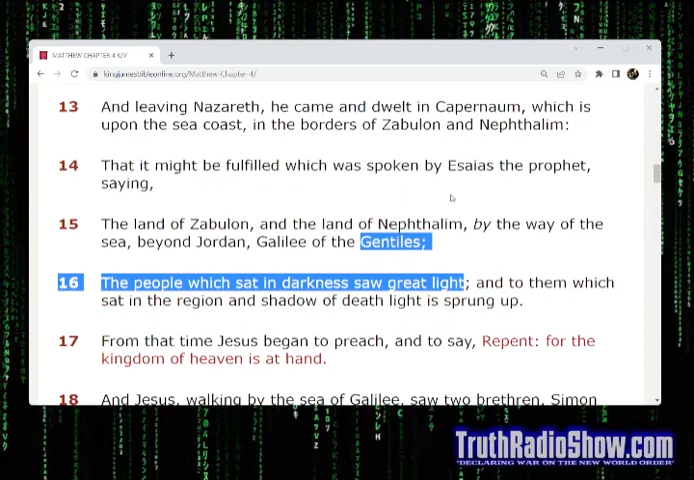 MATTHEW CHAPTER 4 KJV
kingjamesbibleonline.org/Matthew-Chapter-4/
13 And leaving Nazareth, he came and dwelt in Capernaum, which is
upon the sea coast, in the borders of Zabulon and Nephthalim:
14 That it might be fulfilled which was spoken by Esaias the prophet,
saying,
15 The land of Zabulon, and the land of Nephthalim, by the way of the
sea, beyond Jordan, Galilee of the Gentiles;
16 The people which sat in darkness saw great light; and to them which
sat in the region and shadow of death light is sprung up.
17 From that time Jesus began to preach, and to say, Repent: for the
kingdom of heaven is at hand.
18 And Jesus, walking by the sea of Galilee, saw two brethren, Simon
TruthRadioShow.com
"DECLARING WAR ON THE NEW WORLD ORDER"